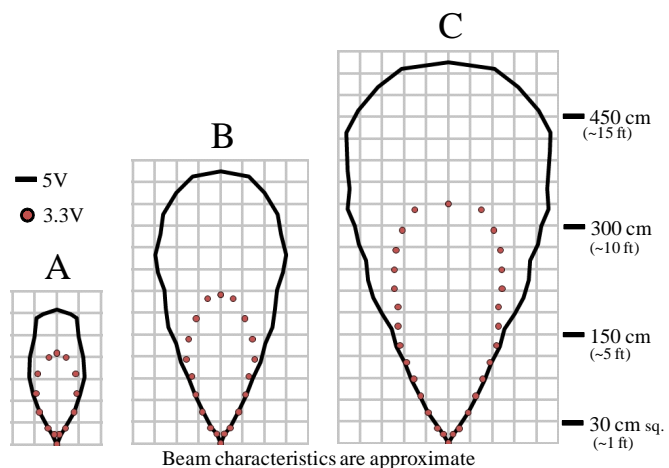 C
B
A
5V
3.3V
450 cm
(~15 ft)
300 cm
(~10 ft)
150 cm
(~5 ft)
30 cm sq.
(~1 ft)
Beam characteristics are approximate